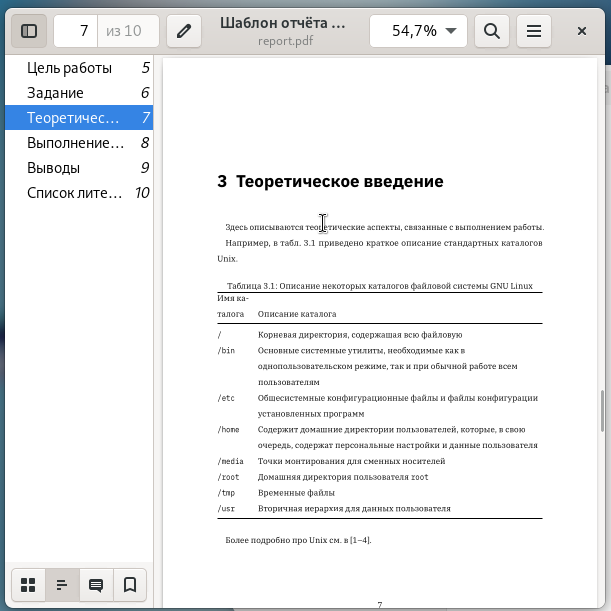 7 из 10
Шаблон отчёта ...
report.pdf
54,7%
Цель работы 5
Задание 6
Теоретичес... 7
Выполнение... 8
Выводы 9
Список лите... 10
3 Теоретическое введение
Здесь описываются теоретические аспекты, связанные с выполнением работы.
Например, в табл. 3.1 приведено краткое описание стандартных каталогов
Unix.
Таблица 3.1: Описание некоторых каталогов файловой системы GNU Linux
Имя ка-
талога Описание каталога
/ Корневая директория, содержащая всю файловую
/bin Основные системные утилиты, необходимые как в
однопользовательском режиме, так и при обычной работе всем
пользователям
/etc Общесистемные конфигурационные файлы и файлы конфигурации
установленных программ
/home Содержит домашние директории пользователей, которые, в свою
очередь, содержат персональные настройки и данные пользователя
/media Точки монтирования для сменных носителей
/root Домашняя директория пользователя root
/tmp Временные файлы
/usr Вторичная иерархия для данных пользователя
Более подробно про Unix см. в [1–4].
7